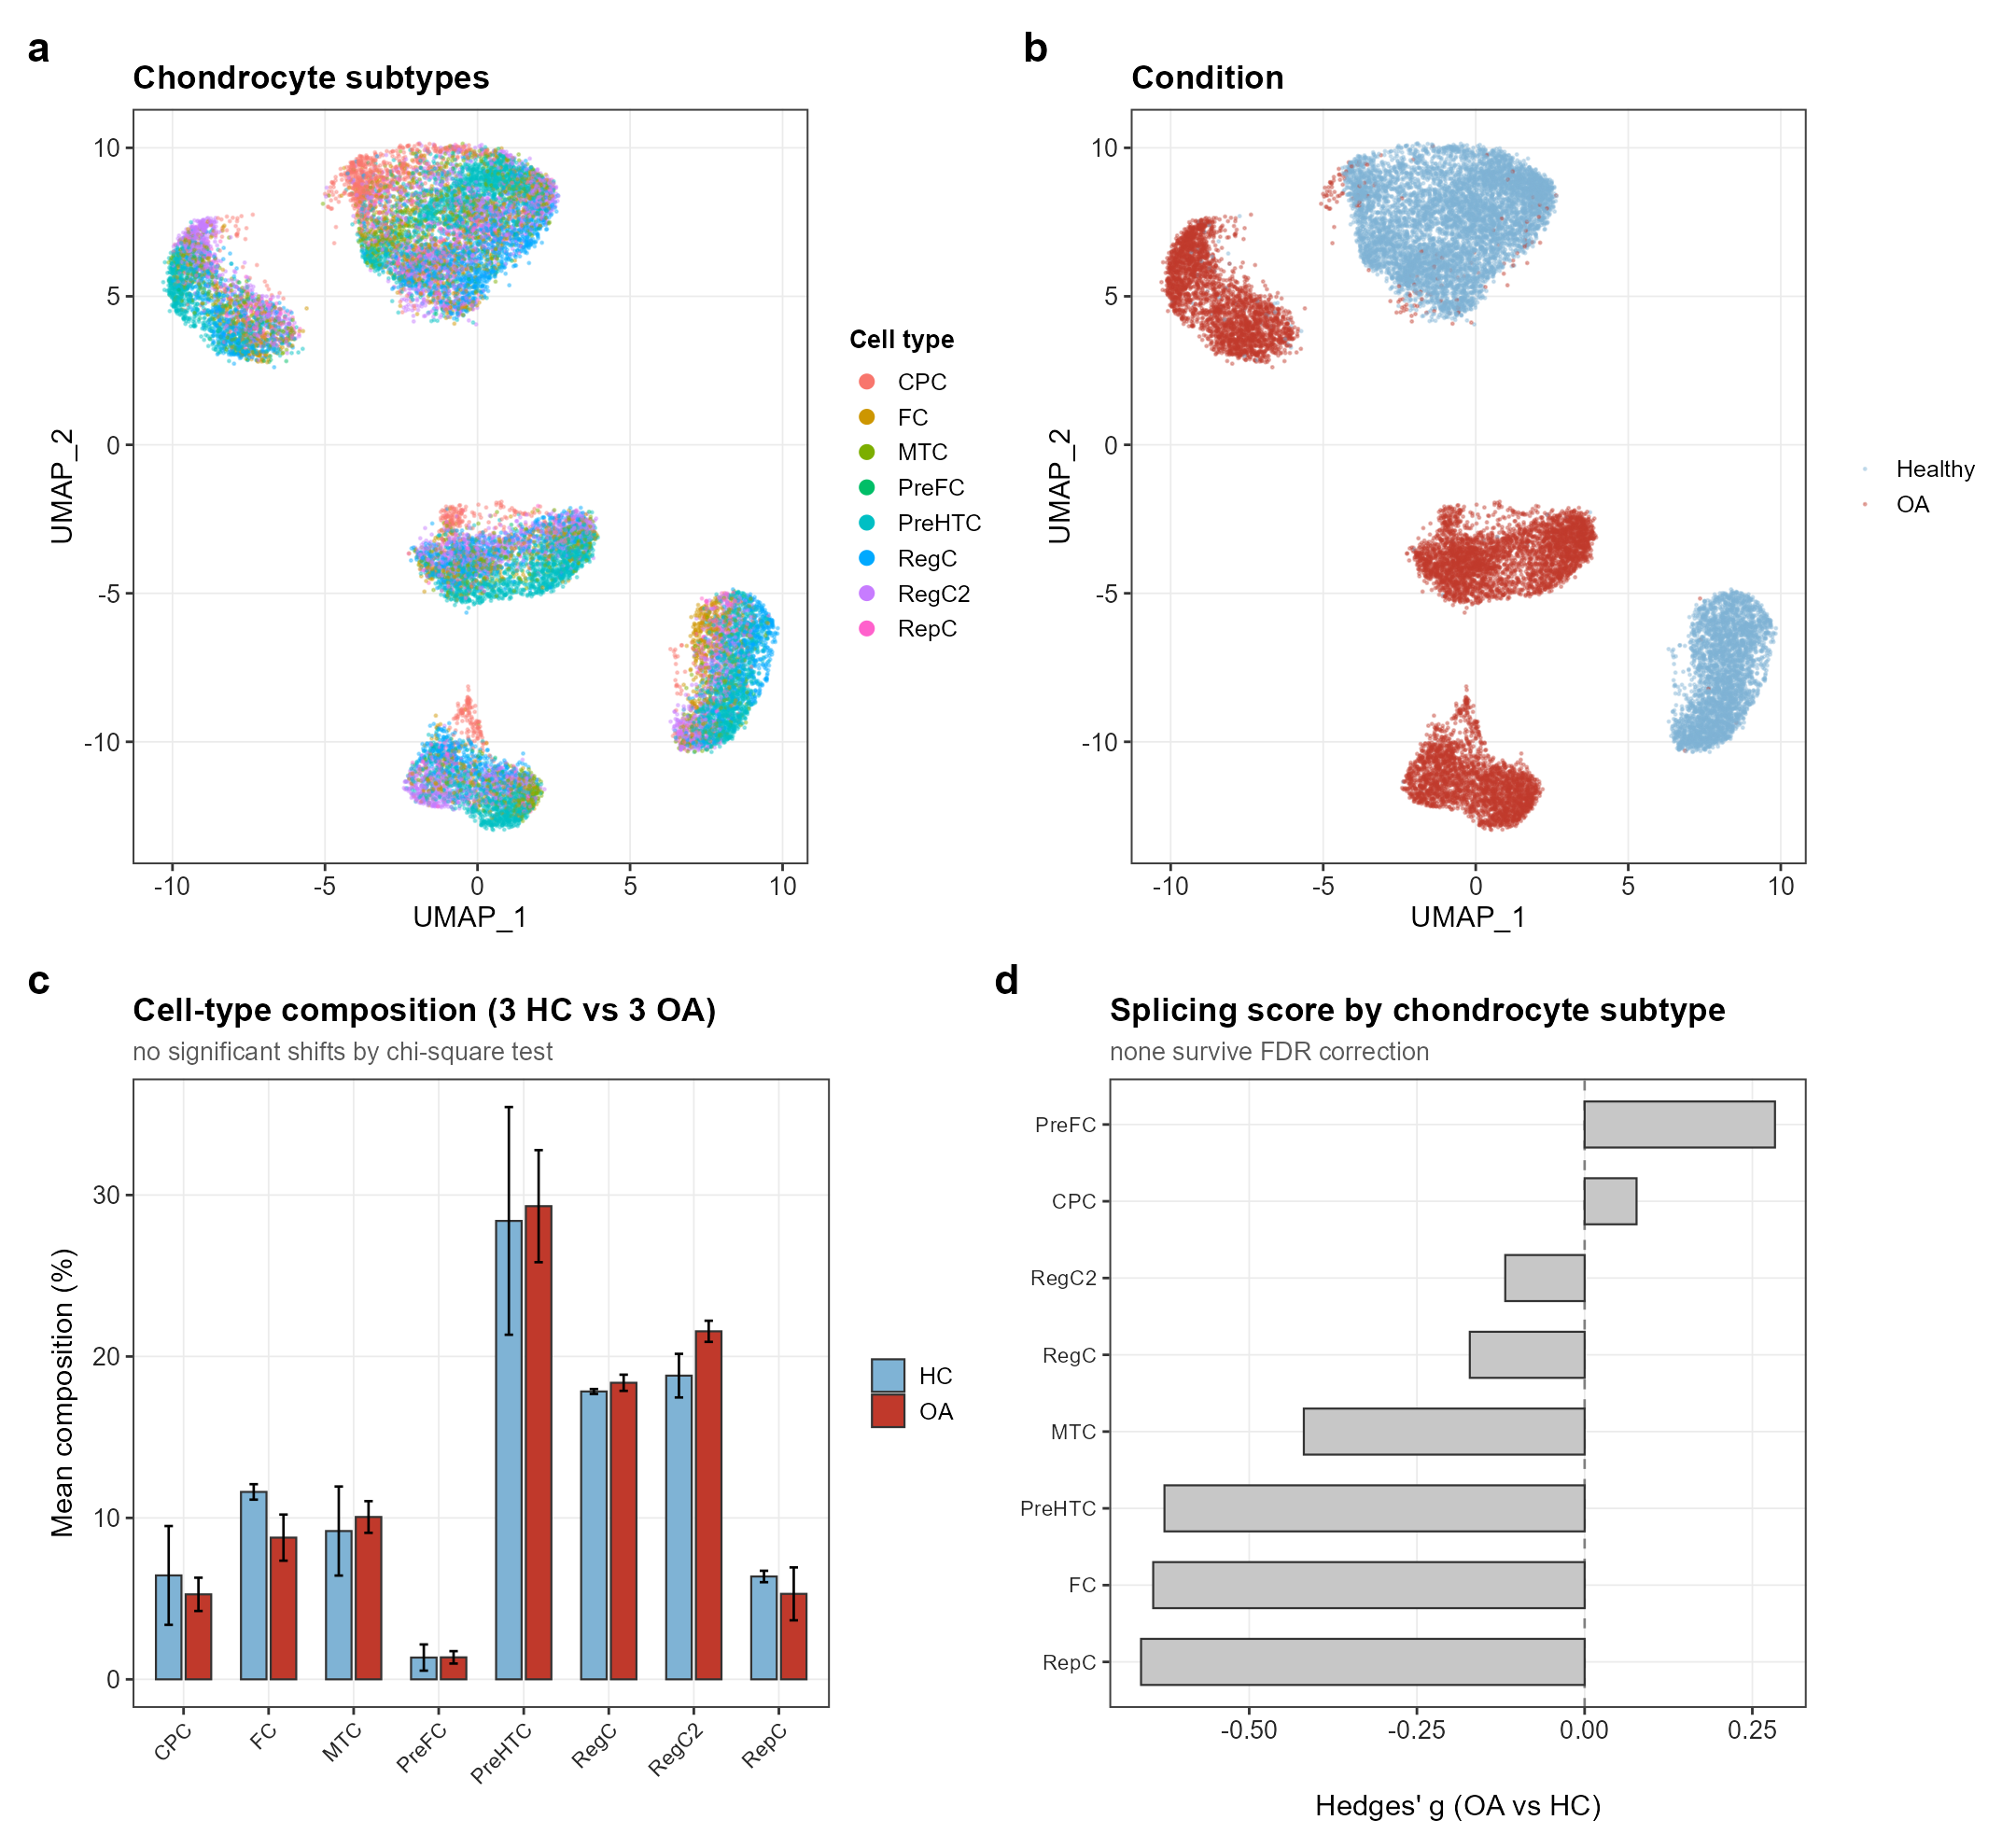 a
Chondrocyte subtypes
10
5
0
-5
-10
UMAP_2
-10 -5 0 5 10
UMAP_1
Cell type
CPC
FC
MTC
PreFC
PreHTC
RegC
RegC2
RepC
b
Condition
10
5
0
-5
-10
UMAP_2
-10 -5 0 5 10
UMAP_1
Healthy
OA
c
Cell-type composition (3 HC vs 3 OA)
no significant shifts by chi-square test
30
20
10
0
Mean composition (%)
CPC FC MTC PreFC PreHTC RegC RegC2 RepC
HC
OA
d
Splicing score by chondrocyte subtype
none survive FDR correction
PreFC
CPC
RegC2
RegC
MTC
PreHTC
FC
RepC
-0.50 -0.25 0.00 0.25
Hedges' g (OA vs HC)